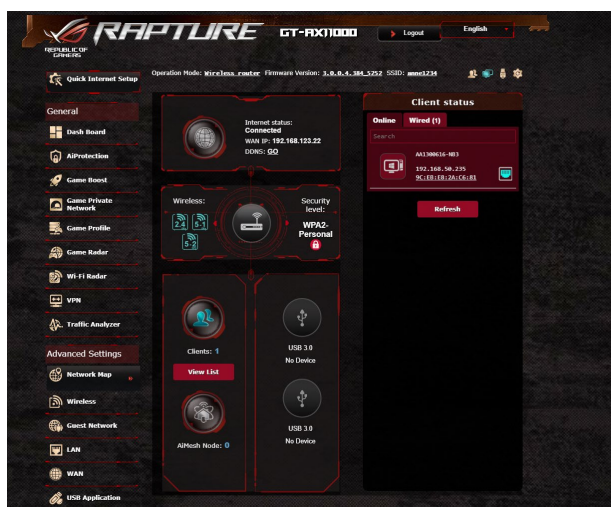 RAPTURE GT-AX11000 Logout English
REPUBLIC OF
GAMERS
Quick Internet Setup
Operation Mode: Wireless router Firmware Version: 3.0.0.4.384_5252 SSID: anne1234
General
Dash Board
AiProtection
Game Boost
Game Private
Network
Game Profile
Game Radar
Wi-Fi Radar
VPN
Traffic Analyzer
Advanced Settings
Network Map
Wireless
Guest Network
LAN
WAN
USB Application
Internet status:
Connected
WAN IP: 192.168.123.22
DDNS: GO
Wireless:
2.4 5-1
5-2
Security
level:
WPA2-
Personal
Clients: 1
View List
AiMesh Node: 0
USB 3.0
No Device
USB 3.0
No Device
Client status
Online Wired (1)
Search
AA1300616-NB3
192.168.50.235
9C:EB:E8:2A:C6:81
Refresh